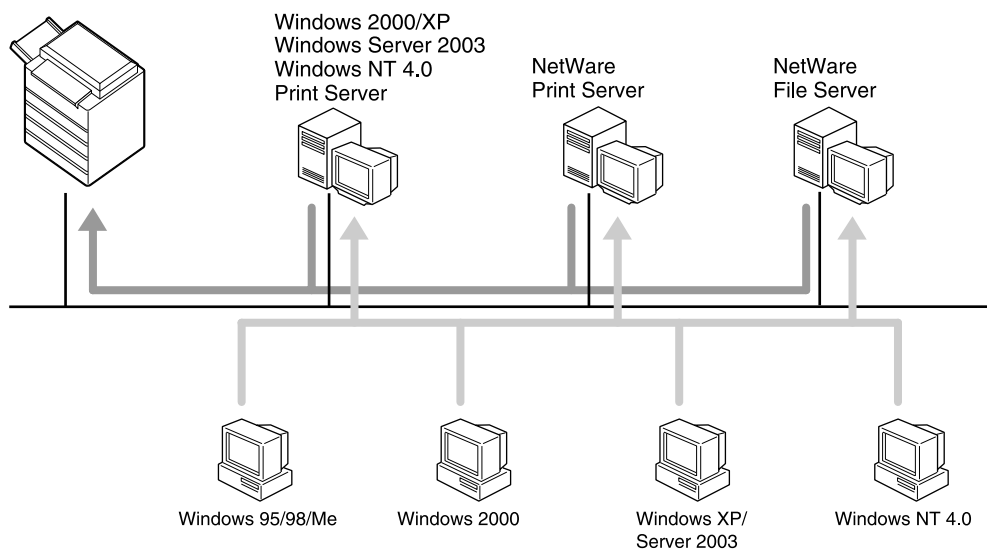 Windows 2000/XP
Windows Server 2003
Windows NT 4.0
Print Server
NetWare
Print Server
NetWare
File Server
Windows 95/98/Me
Windows 2000
Windows XP/
Server 2003
Windows NT 4.0